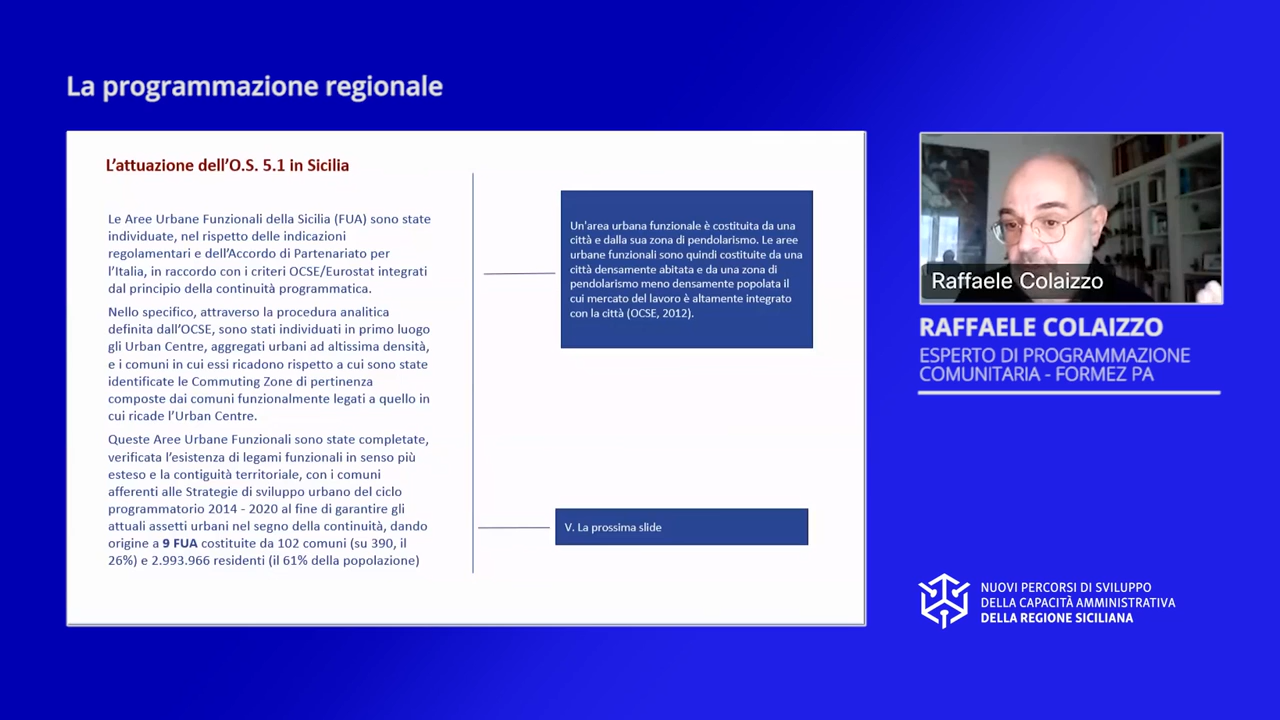 La programmazione regionale
L'attuazione dell'O.S. 5.1 in Sicilia
Le Aree Urbane Funzionali della Sicilia (FUA) sono state
individuate, nel rispetto delle indicazioni
regolamentari e dell'Accordo di Partenariato per
l'Italia, in raccordo con i criteri OCSE/Eurostat integrati
dal principio della continuità programmatica.
Nello specifico, attraverso la procedura analitica
definita dall'OCSE, sono stati individuati in primo luogo
gli Urban Centre, aggregati urbani ad altissima densità,
e i comuni in cui essi ricadono rispetto a cui sono state
identificate le Commuting Zone di pertinenza
composte dai comuni funzionalmente legati a quello in
cui ricade l'Urban Centre.
Queste Aree Urbane Funzionali sono state completate,
verificata l'esistenza di legami funzionali in senso più
esteso e la contiguità territoriale, con i comuni
afferenti alle Strategie di sviluppo urbano del ciclo
programmatorio 2014 - 2020 al fine di garantire gli
attuali assetti urbani nel segno della continuità, dando
origine a 9 FUA costituite da 102 comuni (su 390, il
26%) e 2.993.966 residenti (il 61% della popolazione)
Un'area urbana funzionale è costituita da una
città e dalla sua zona di pendolarismo. Le aree
urbane funzionali sono quindi costituite da una
città densamente abitata e da una zona di
pendolarismo meno densamente popolata il
cui mercato del lavoro è altamente integrato
con la città (OCSE, 2012).
V. La prossima slide
Raffaele Colaizzo
RAFFAELE COLAIZZO
ESPERTO DI PROGRAMMAZIONE
COMUNITARIA - FORMEZ PA
NUOVI PERCORSI DI SVILUPPO
DELLA CAPACITÀ AMMINISTRATIVA
DELLA REGIONE SICILIANA